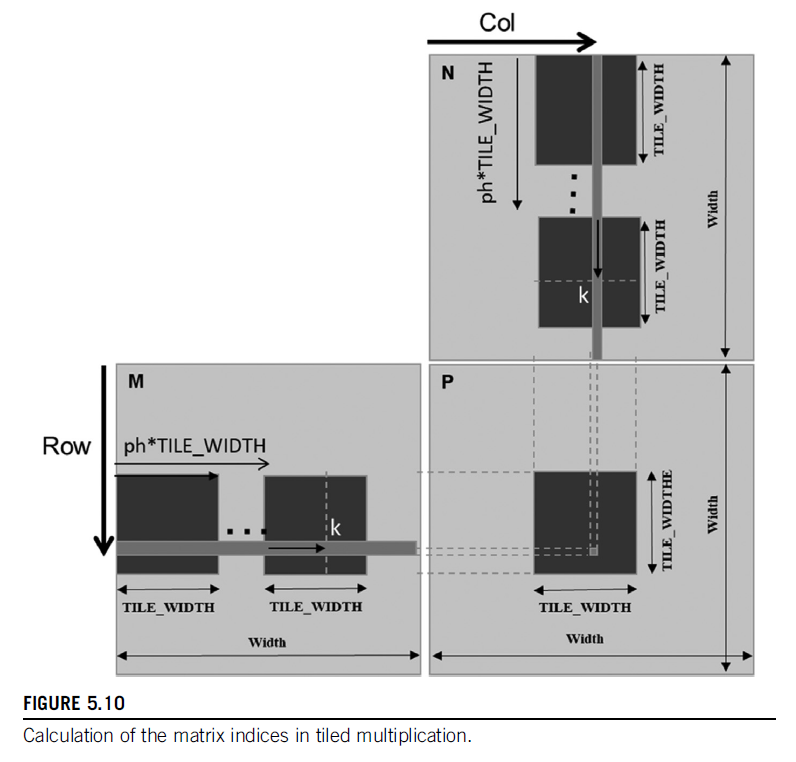 Col
N
ph*TILE_WIDTH
TILE_WIDTH
Width
TILE_WIDTH
k
M
P
Row
ph*TILE_WIDTH
k
TILE_WIDTHE
Width
TILE_WIDTH
TILE_WIDTH
TILE_WIDTH
Width
Width
FIGURE 5.10
Calculation of the matrix indices in tiled multiplication.